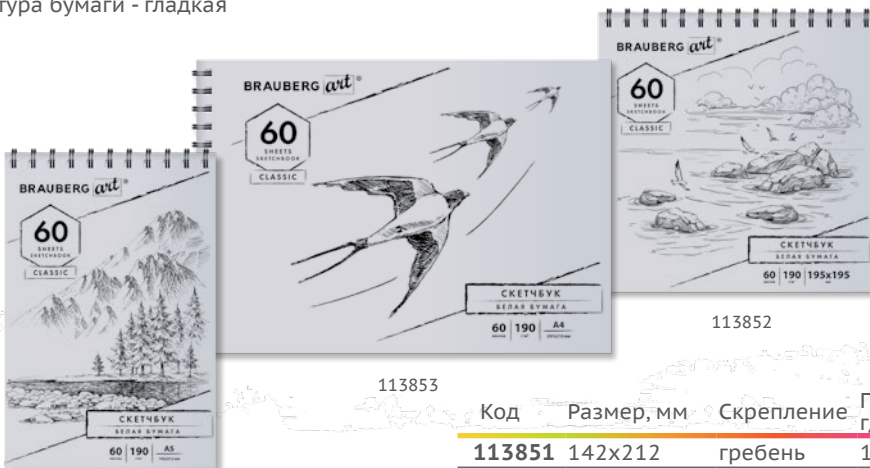 тура бумаги - гладкая
BRAUBERG art®
60
SHEETS
SKETCHBOOK
CLASSIC
СКЕТЧБУК
БЕЛАЯ БУМАГА
60 190 195x195
113852
BRAUBERG art®
60
SHEETS
SKETCHBOOK
CLASSIC
СКЕТЧБУК
БЕЛАЯ БУМАГА
60 190 A4
113853
BRAUBERG art®
60
SHEETS
SKETCHBOOK
CLASSIC
СКЕТЧБУК
БЕЛАЯ БУМАГА
60 190 A5
Код Размер, мм Скрепление
113851 142х212 гребень